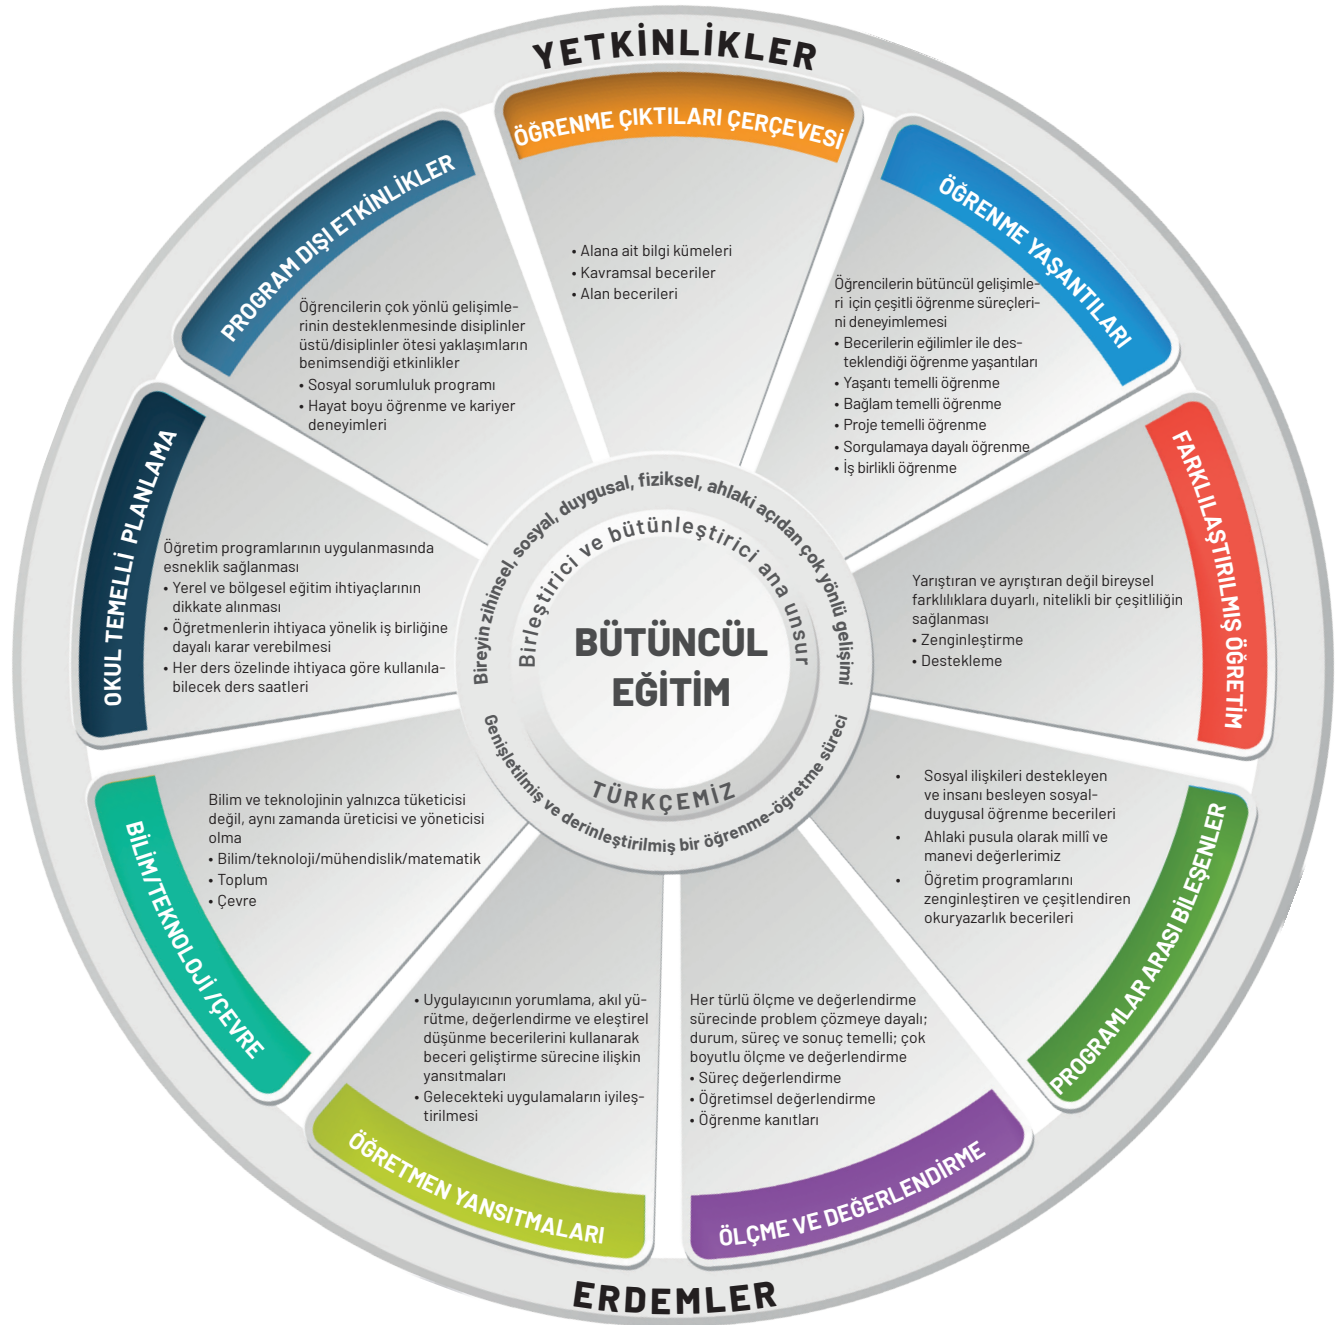 YETKİNLİKLER
ÖĞRENME ÇIKTILARI ÇERÇEVESİ
• Alana ait bilgi kümeleri
• Kavramsal beceriler
• Alan becerileri
ÖĞRENME YAŞANTILARI
Öğrencilerin bütüncül gelişimle-
ri için çeşitli öğrenme süreçleri-
ni deneyimlemesi
• Becerilerin eğilimler ile des-
teklendiği öğrenme yaşantıları
• Yaşantı temelli öğrenme
• Bağlam temelli öğrenme
• Proje temelli öğrenme
• Sorgulamaya dayalı öğrenme
• İş birlikli öğrenme
FARKLILAŞTIRILMIŞ ÖĞRETİM
Yarıştıran ve ayrıştıran değil bireysel
farklılıklara duyarlı, nitelikli bir çeşitliliğin
sağlanması
• Zenginleştirme
• Destekleme
PROGRAMLAR ARASI BİLEŞENLER
• Sosyal ilişkileri destekleyen
ve insanı besleyen sosyal-
duygusal öğrenme becerileri
• Ahlaki pusula olarak millî ve
manevi değerlerimiz
• Öğretim programlarını
zenginleştiren ve çeşitlendiren
okuryazarlık becerileri
ÖLÇME VE DEĞERLENDİRME
Her türlü ölçme ve değerlendirme
sürecinde problem çözmeye dayalı;
durum, süreç ve sonuç temelli; çok
boyutlu ölçme ve değerlendirme
• Süreç değerlendirme
• Öğretimsel değerlendirme
• Öğrenme kanıtları
ÖĞRETMEN YANSITMALARI
• Uygulayıcının yorumlama, akıl yü-
rütme, değerlendirme ve eleştirel
düşünme becerilerini kullanarak
beceri geliştirme sürecine ilişkin
yansıtmaları
• Gelecekteki uygulamaların iyileş-
tirilmesi
BİLİM/TEKNOLOJİ /ÇEVRE
Bilim ve teknolojinin yalnızca tüketicisi
değil, aynı zamanda üreticisi ve yöneticisi
olma
• Bilim/teknoloji/mühendislik/matematik
• Toplum
• Çevre
OKUL TEMELLİ PLANLAMA
Öğretim programlarının uygulanmasında
esneklik sağlanması
• Yerel ve bölgesel eğitim ihtiyaçlarının
dikkate alınması
• Öğretmenlerin ihtiyaca yönelik iş birliğine
dayalı karar verebilmesi
• Her ders özelinde ihtiyaca göre kullanıla-
bilecek ders saatleri
PROGRAM DIŞI ETKİNLİKLER
Öğrencilerin çok yönlü gelişimle-
rinin desteklenmesinde disiplinler
üstü/disiplinler ötesi yaklaşımların
benimsendiği etkinlikler
• Sosyal sorumluluk programı
• Hayat boyu öğrenme ve kariyer
deneyimleri
Bireyin zihinsel, sosyal, duygusal, fiziksel, ahlaki açıdan çok yönlü gelişimi
Birleştirici ve bütünleştirici ana unsur
BÜTÜNCÜL
EĞİTİM
TÜRKÇEMİZ
Genişletilmiş ve derinleştirilmiş bir öğrenme-öğretme süreci
ERDEMLER